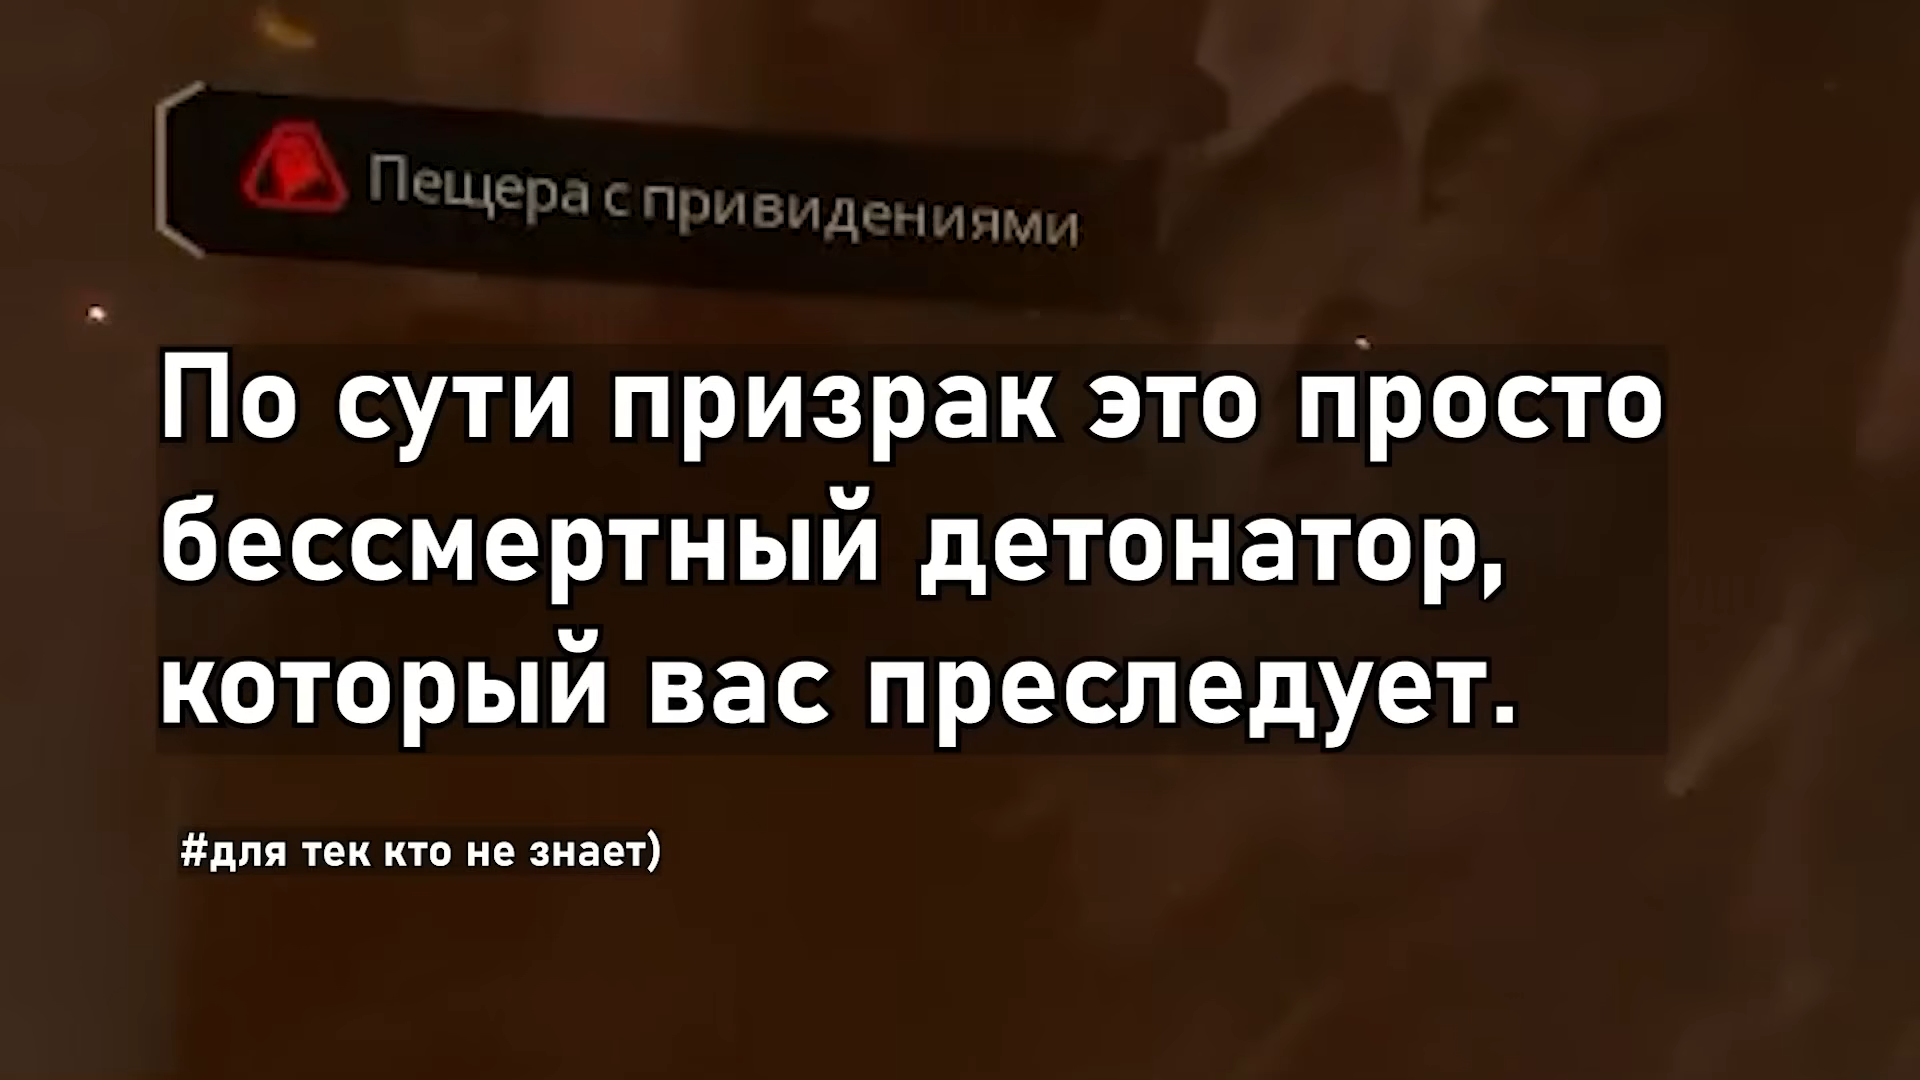 Пещера с привидениями
По сути призрак это просто
бессмертный детонатор,
который вас преследует.
#для тек кто не знает)